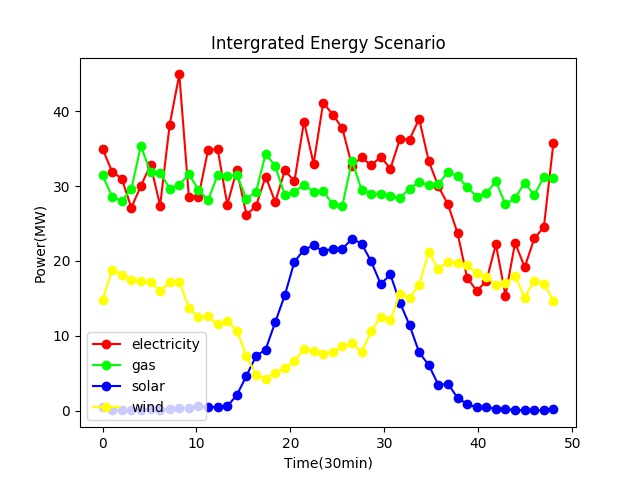 Intergrated Energy Scenario
Power(MW)
40
30
20
10
0
electricity
gas
solar
wind
0 10 20 30 40 50
Time(30min)